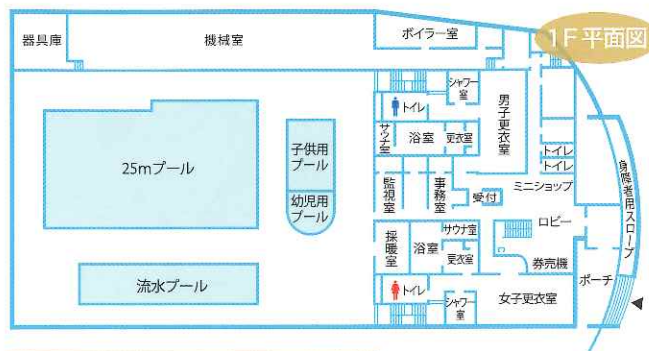 1F平面図
器具庫
機械室
ボイラー室
シャワー室
トイレ
男子更衣室
サウナ室
浴室
更衣室
25mプール
子供用プール
幼児用プール
監視室
事務室
受付
トイレ
トイレ
ミニショップ
身障者用スロープ
ロビー
採暖室
浴室
サウナ室
更衣室
券売機
ポーチ
流水プール
トイレ
シャワー室
女子更衣室